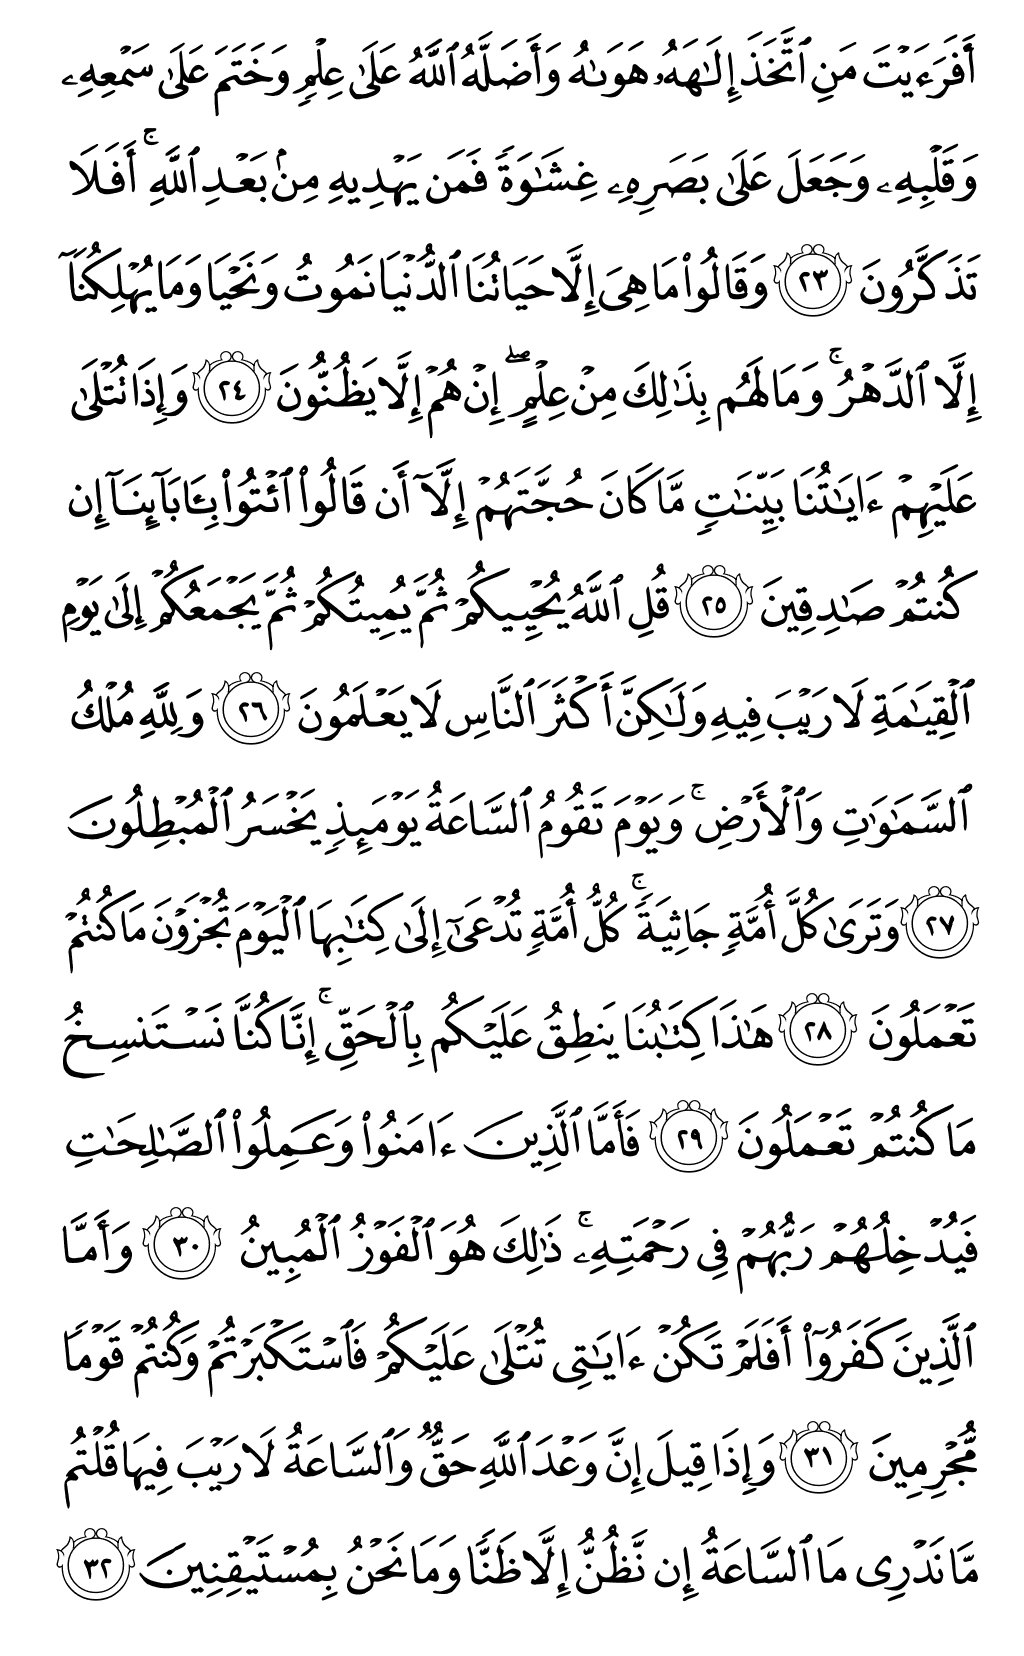 أَفَرَءَيْتَ مَنِ ٱتَّخَذَ إِلَٰهَهُۥ هَوَىٰهُ وَأَضَلَّهُ ٱللَّهُ عَلَىٰ عِلْمٍ وَخَتَمَ عَلَىٰ سَمْعِهِۦ
وَقَلْبِهِۦ وَجَعَلَ عَلَىٰ بَصَرِهِۦ غِشَٰوَةً فَمَن يَهْدِيهِ مِنۢ بَعْدِ ٱللَّهِ ۚ أَفَلَا
تَذَكَّرُونَ ٢٣ وَقَالُوا۟ مَا هِىَ إِلَّا حَيَاتُنَا ٱلدُّنْيَا نَمُوتُ وَنَحْيَا وَمَا يُهْلِكُنَآ
إِلَّا ٱلدَّهْرُ ۚ وَمَا لَهُم بِذَٰلِكَ مِنْ عِلْمٍ ۖ إِنْ هُمْ إِلَّا يَظُنُّونَ ٢٤ وَإِذَا تُتْلَىٰ
عَلَيْهِمْ ءَايَٰتُنَا بَيِّنَٰتٍ مَّا كَانَ حُجَّتَهُمْ إِلَّآ أَن قَالُوا۟ ٱئْتُوا۟ بِـَٔابَآئِنَآ إِن
كُنتُمْ صَٰدِقِينَ ٢٥ قُلِ ٱللَّهُ يُحْيِيكُمْ ثُمَّ يُمِيتُكُمْ ثُمَّ يَجْمَعُكُمْ إِلَىٰ يَوْمِ
ٱلْقِيَٰمَةِ لَا رَيْبَ فِيهِ وَلَٰكِنَّ أَكْثَرَ ٱلنَّاسِ لَا يَعْلَمُونَ ٢٦ وَلِلَّهِ مُلْكُ
ٱلسَّمَٰوَٰتِ وَٱلْأَرْضِ ۚ وَيَوْمَ تَقُومُ ٱلسَّاعَةُ يَوْمَئِذٍ يَخْسَرُ ٱلْمُبْطِلُونَ
٢٧ وَتَرَىٰ كُلَّ أُمَّةٍ جَاثِيَةً ۚ كُلُّ أُمَّةٍ تُدْعَىٰٓ إِلَىٰ كِتَٰبِهَا ٱلْيَوْمَ تُجْزَوْنَ مَا كُنتُمْ
تَعْمَلُونَ ٢٨ هَٰذَا كِتَٰبُنَا يَنطِقُ عَلَيْكُم بِٱلْحَقِّ ۚ إِنَّا كُنَّا نَسْتَنسِخُ
مَا كُنتُمْ تَعْمَلُونَ ٢٩ فَأَمَّا ٱلَّذِينَ ءَامَنُوا۟ وَعَمِلُوا۟ ٱلصَّٰلِحَٰتِ
فَيُدْخِلُهُمْ رَبُّهُمْ فِى رَحْمَتِهِۦ ۚ ذَٰلِكَ هُوَ ٱلْفَوْزُ ٱلْمُبِينُ ٣٠ وَأَمَّا
ٱلَّذِينَ كَفَرُوٓا۟ أَفَلَمْ تَكُنْ ءَايَٰتِى تُتْلَىٰ عَلَيْكُمْ فَٱسْتَكْبَرْتُمْ وَكُنتُمْ قَوْمًا
مُّجْرِمِينَ ٣١ وَإِذَا قِيلَ إِنَّ وَعْدَ ٱللَّهِ حَقٌّ وَٱلسَّاعَةُ لَا رَيْبَ فِيهَا قُلْتُم
مَّا نَدْرِى مَا ٱلسَّاعَةُ إِن نَّظُنُّ إِلَّا ظَنًّا وَمَا نَحْنُ بِمُسْتَيْقِنِينَ ٣٢